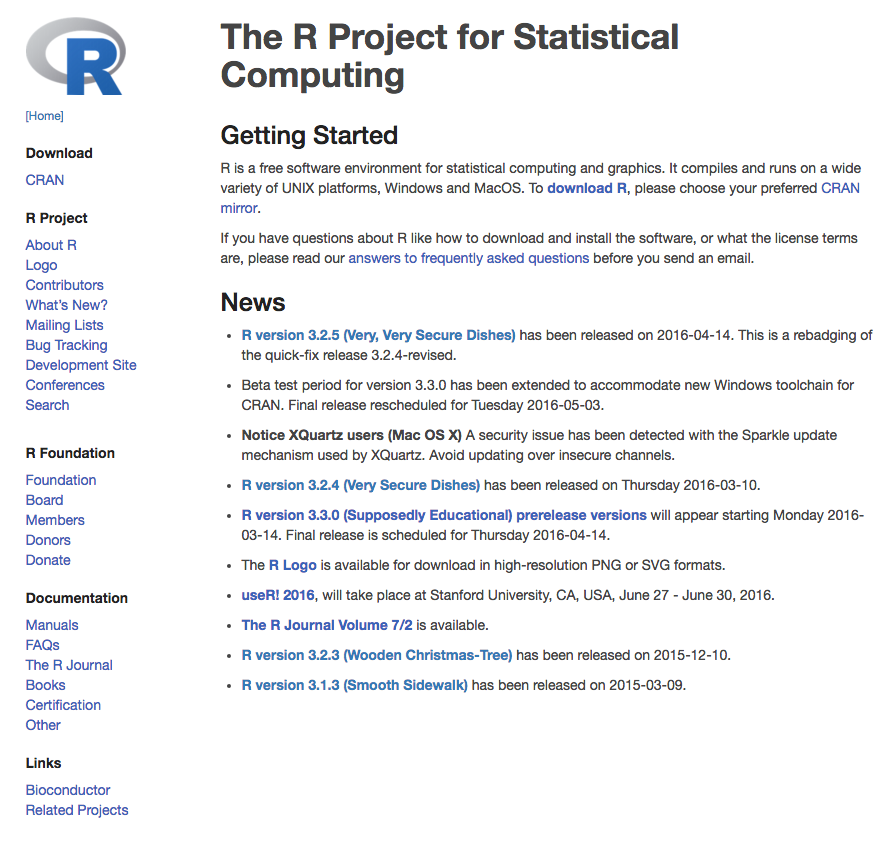 R
[Home]
Download
CRAN
R Project
About R
Logo
Contributors
What's New?
Mailing Lists
Bug Tracking
Development Site
Conferences
Search
R Foundation
Foundation
Board
Members
Donors
Donate
Documentation
Manuals
FAQs
The R Journal
Books
Certification
Other
Links
Bioconductor
Related Projects
The R Project for Statistical
Computing
Getting Started
R is a free software environment for statistical computing and graphics. It compiles and runs on a wide
variety of UNIX platforms, Windows and MacOS. To download R, please choose your preferred CRAN
mirror.
If you have questions about R like how to download and install the software, or what the license terms
are, please read our answers to frequently asked questions before you send an email.
News
• R version 3.2.5 (Very, Very Secure Dishes) has been released on 2016-04-14. This is a rebadging of
the quick-fix release 3.2.4-revised.
• Beta test period for version 3.3.0 has been extended to accommodate new Windows toolchain for
CRAN. Final release rescheduled for Tuesday 2016-05-03.
• Notice XQuartz users (Mac OS X) A security issue has been detected with the Sparkle update
mechanism used by XQuartz. Avoid updating over insecure channels.
• R version 3.2.4 (Very Secure Dishes) has been released on Thursday 2016-03-10.
• R version 3.3.0 (Supposedly Educational) prerelease versions will appear starting Monday 2016-
03-14. Final release is scheduled for Thursday 2016-04-14.
• The R Logo is available for download in high-resolution PNG or SVG formats.
• useR! 2016, will take place at Stanford University, CA, USA, June 27 - June 30, 2016.
• The R Journal Volume 7/2 is available.
• R version 3.2.3 (Wooden Christmas-Tree) has been released on 2015-12-10.
• R version 3.1.3 (Smooth Sidewalk) has been released on 2015-03-09.